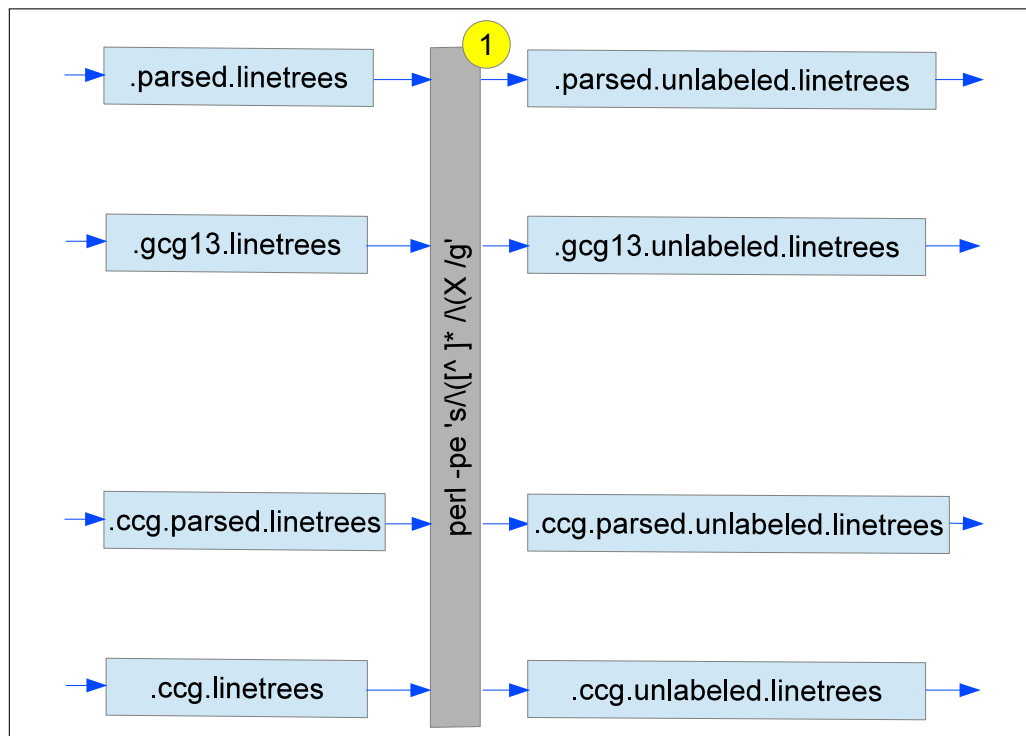 1
.parsed.linetrees
.parsed.unlabeled.linetrees
.gcg13.linetrees
.gcg13.unlabeled.linetrees
perl -pe 's/\([^ ]* /\(X /g'
.ccg.parsed.linetrees
.ccg.parsed.unlabeled.linetrees
.ccg.linetrees
.ccg.unlabeled.linetrees